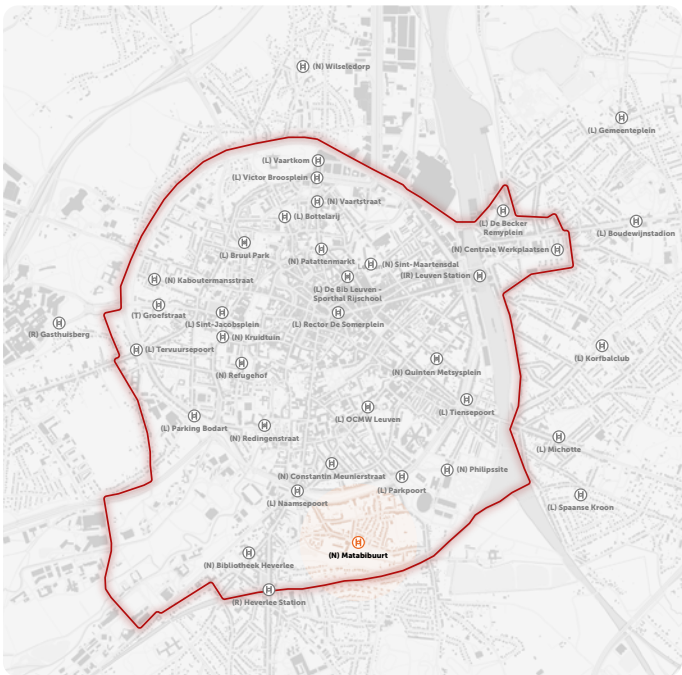 (N) Wilseledorp
(L) Gemeenteplein
(L) Vaartkom
(L) Victor Broosplein
(N) Vaartstraat
(L) Bottelarij
(L) De Becker
Remyplein
(L) Boudewijnstadion
(L) Bruul Park
(N) Patattenmarkt
(N) Centrale Werkplaatsen
(N) Sint-Maartensdal
(IR) Leuven Station
(N) Kaboutermansstraat
(L) De Bib Leuven -
Sporthal Rijschool
(T) Groefstraat
(L) Sint-Jacobsplein
(L) Rector De Somerplein
(R) Gasthuisberg
(N) Kruidtuin
(L) Tervuursepoort
(L) Korfbalclub
(N) Refugehof
(N) Quinten Metsysplein
(L) Tiensepoort
(L) OCMW Leuven
(L) Parking Bodart
(N) Redingenstraat
(L) Michotte
(N) Constantin Meunierstraat
(N) Philipssite
(L) Parkpoort
(L) Naamsepoort
(L) Spaanse Kroon
(N) Matabibuurt
(N) Bibliotheek Heverlee
(R) Heverlee Station